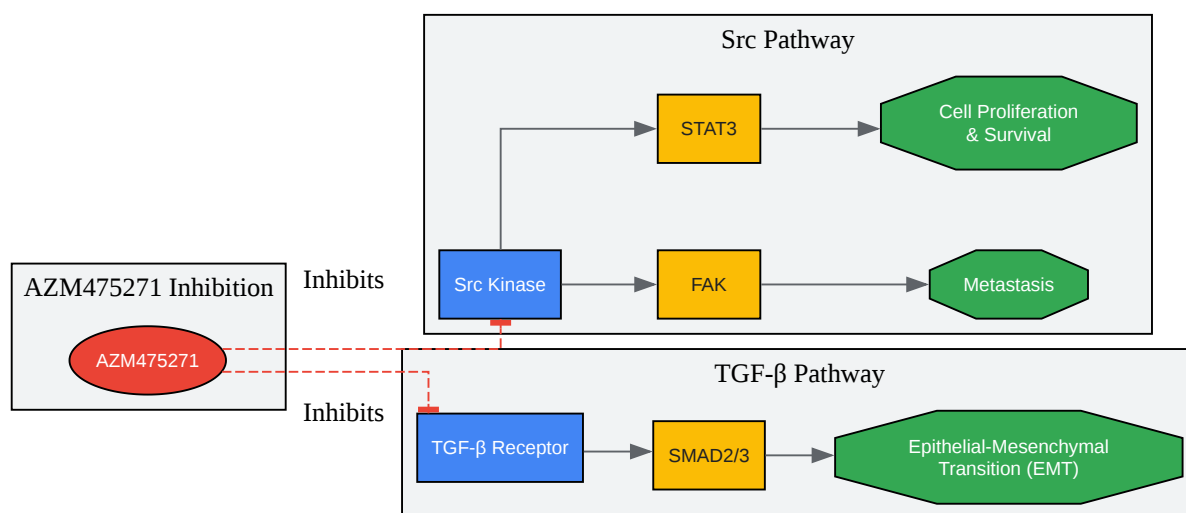 Src Pathway
STAT3
Cell Proliferation
& Survival
Src Kinase
FAK
Metastasis
AZM475271 Inhibition
AZM475271
Inhibits
Inhibits
TGF-β Pathway
TGF-β Receptor
SMAD2/3
Epithelial-Mesenchymal
Transition (EMT)